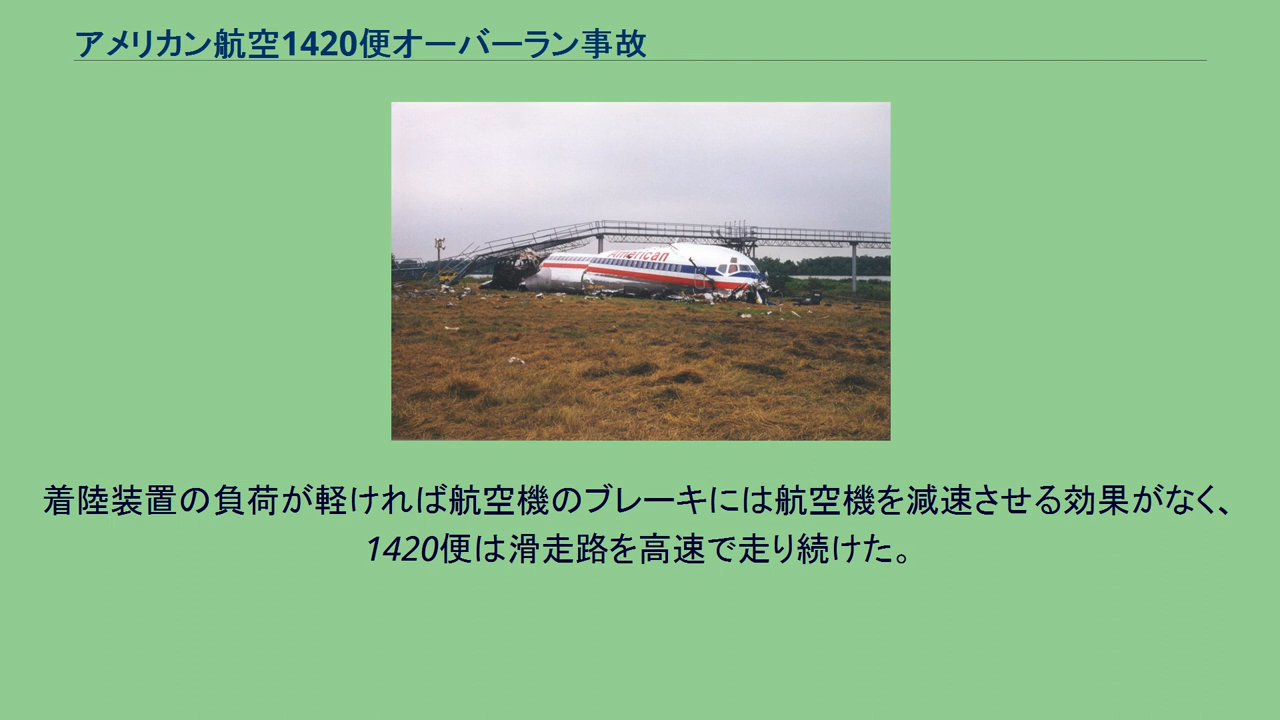 アメリカン航空1420便オーバーラン事故
American
着陸装置の負荷が軽ければ航空機のブレーキには航空機を減速させる効果がなく、
1420便は滑走路を高速で走り続けた。